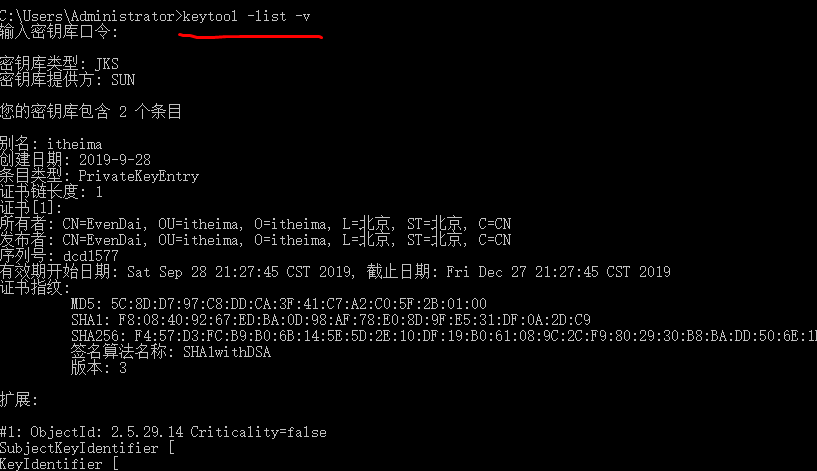 C:\Users\Administrator>keytool -list -v
输入密钥库口令:
密钥库类型: JKS
密钥库提供方: SUN
您的密钥库包含 2 个条目
别名: itheima
创建日期: 2019-9-28
条目类型: PrivateKeyEntry
证书链长度: 1
证书[1]:
所有者: CN=EvenDai, OU=itheima, O=itheima, L=北京, ST=北京, C=CN
发布者: CN=EvenDai, OU=itheima, O=itheima, L=北京, ST=北京, C=CN
序列号: dcd1577
有效期开始日期: Sat Sep 28 21:27:45 CST 2019, 截止日期: Fri Dec 27 21:27:45 CST 2019
证书指纹:
MD5: 5C:8D:D7:97:C8:DD:CA:3F:41:C7:A2:C0:5F:2B:01:00
SHA1: F8:08:40:92:67:ED:BA:0D:98:AF:78:E0:8D:9F:E5:31:DF:0A:2D:C9
SHA256: F4:57:D3:FC:B9:B0:6B:14:5E:5D:2E:10:DF:19:B0:61:08:9C:2C:F9:80:29:30:B8:BA:DD:50:6E:1
签名算法名称: SHA1withDSA
版本: 3
扩展:
#1: ObjectId: 2.5.29.14 Criticality=false
SubjectKeyIdentifier [
KeyIdentifier [